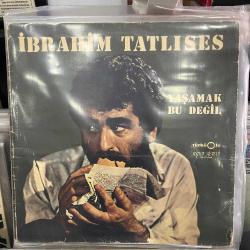 İBRAHİM TATLISES
YAŞAMAK
BU DEĞİL